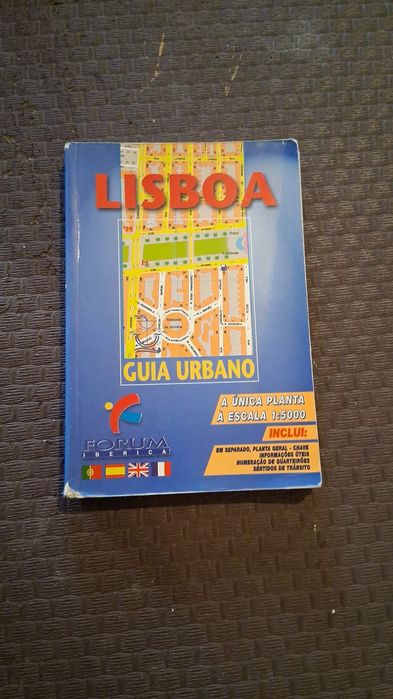 LISBOA
GUIA URBANO
A ÚNICA PLANTA
À ESCALA 1:5000
INCLUI:
EM SEPARADO, PLANTA GERAL - CHAVE
INFORMAÇÕES ÚTEIS
NUMERAÇÃO DE QUARTEIRÕES
SENTIDOS DE TRÂNSITO
FORUM
IBERICA